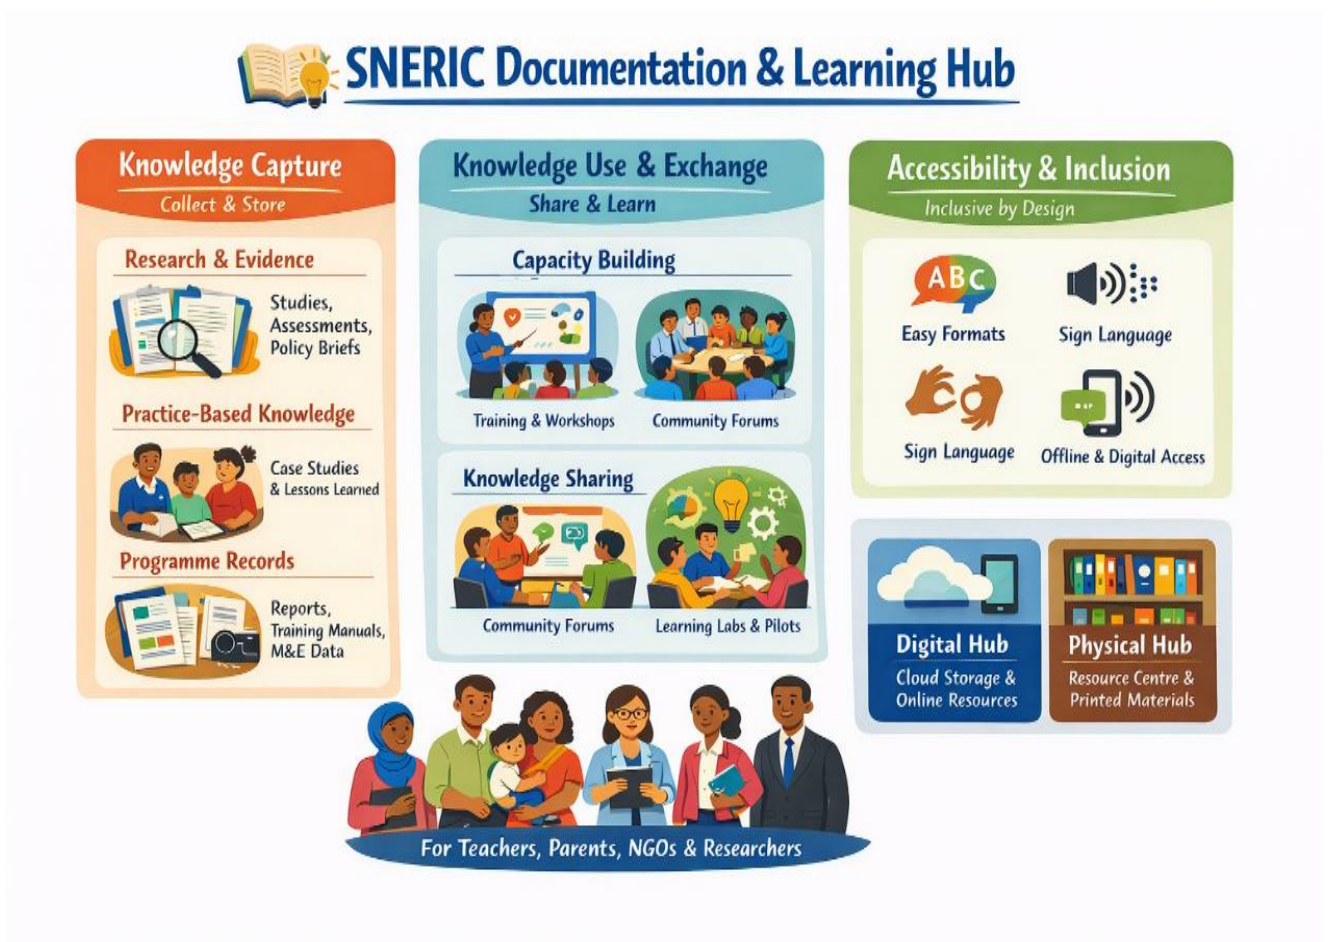 SNERIC Documentation & Learning Hub
Knowledge Capture
Collect & Store
Research & Evidence
Studies,
Assessments,
Policy Briefs
Practice-Based Knowledge
Case Studies
& Lessons Learned
Programme Records
Reports,
Training Manuals,
M&E Data
Knowledge Use & Exchange
Share & Learn
Capacity Building
Training & Workshops
Community Forums
Knowledge Sharing
Community Forums
Learning Labs & Pilots
Accessibility & Inclusion
Inclusive by Design
ABC
Easy Formats
Sign Language
Sign Language
Offline & Digital Access
Digital Hub
Cloud Storage &
Online Resources
Physical Hub
Resource Centre &
Printed Materials
For Teachers, Parents, NGOs & Researchers